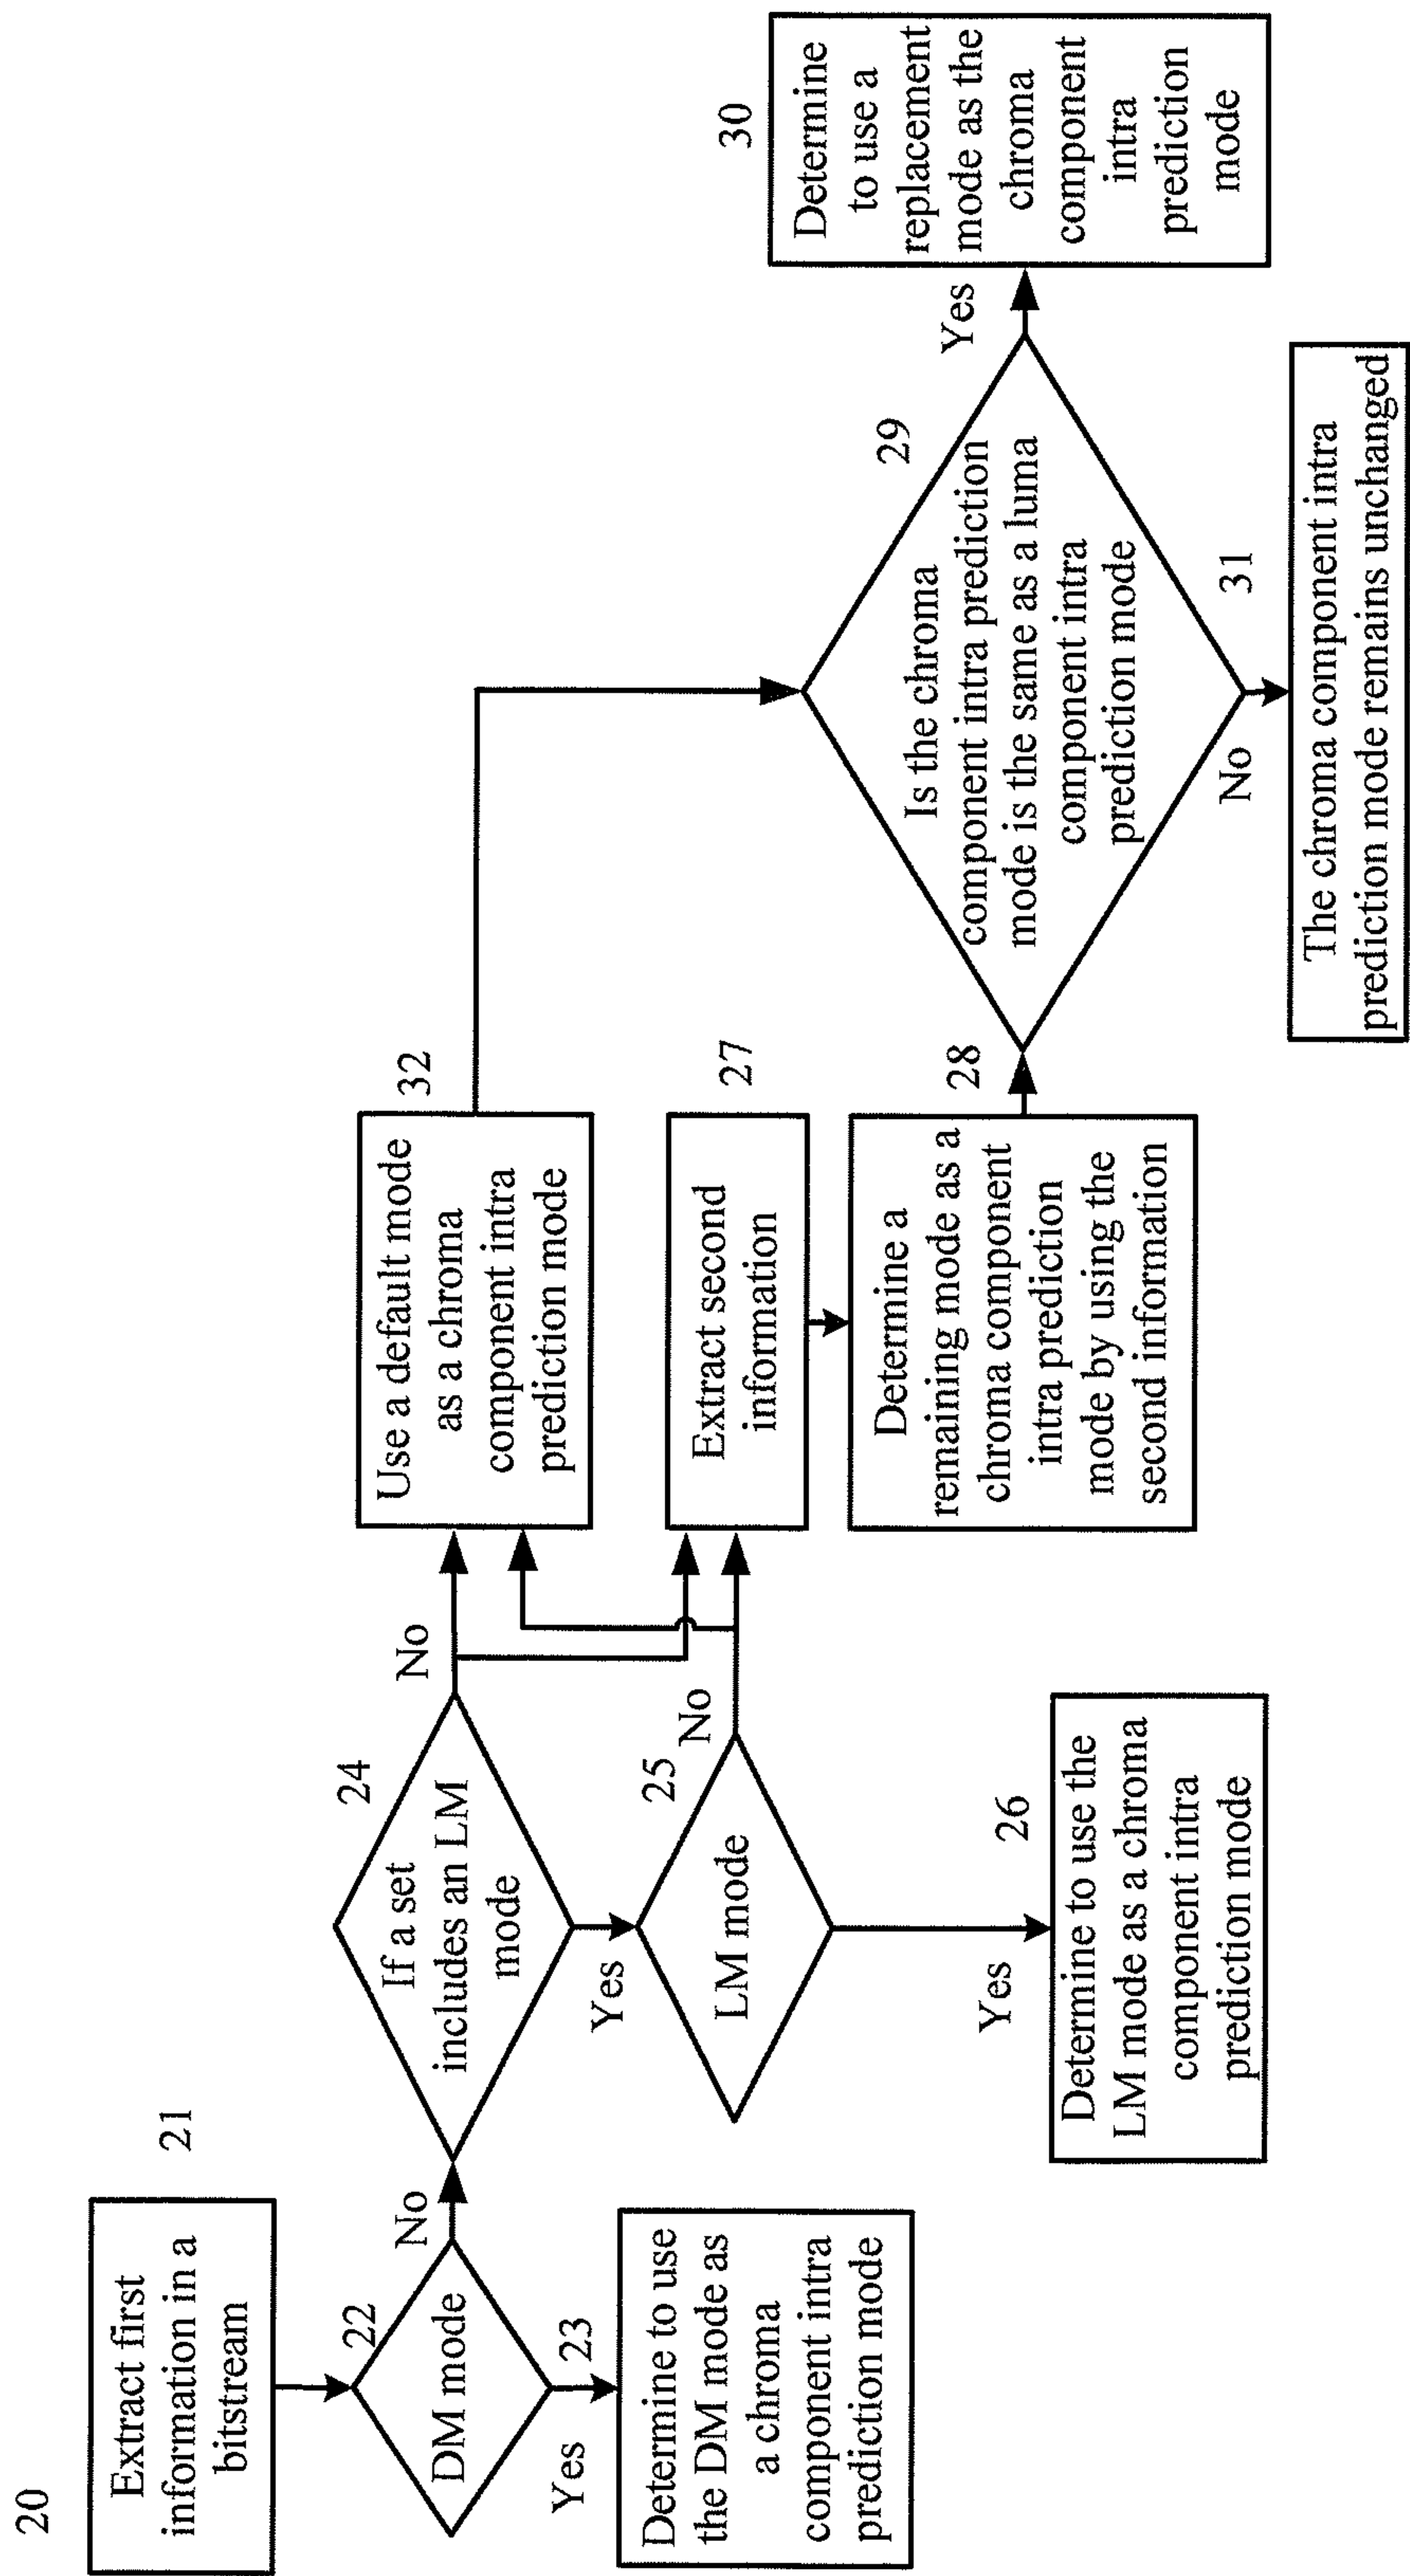 20
Extract first
information in a
bitstream
21
DM mode
22
No
Yes
23
Determine to use
the DM mode as
a chroma
component intra
prediction mode
If a set
includes an LM
mode
24
No
Yes
LM mode
25
No
Yes
26
Determine to use the
LM mode as a chroma
component intra
prediction mode
Use a default mode
as a chroma
component intra
prediction mode
32
Extract second
information
27
Determine a
remaining mode as a
chroma component
intra prediction
mode by using the
second information
28
Is the chroma
component intra prediction
mode is the same as a luma
component intra
prediction mode
29
Yes
No
31
The chroma component intra
prediction mode remains unchanged
30
Determine
to use a
replacement
mode as the
chroma
component
intra
prediction
mode